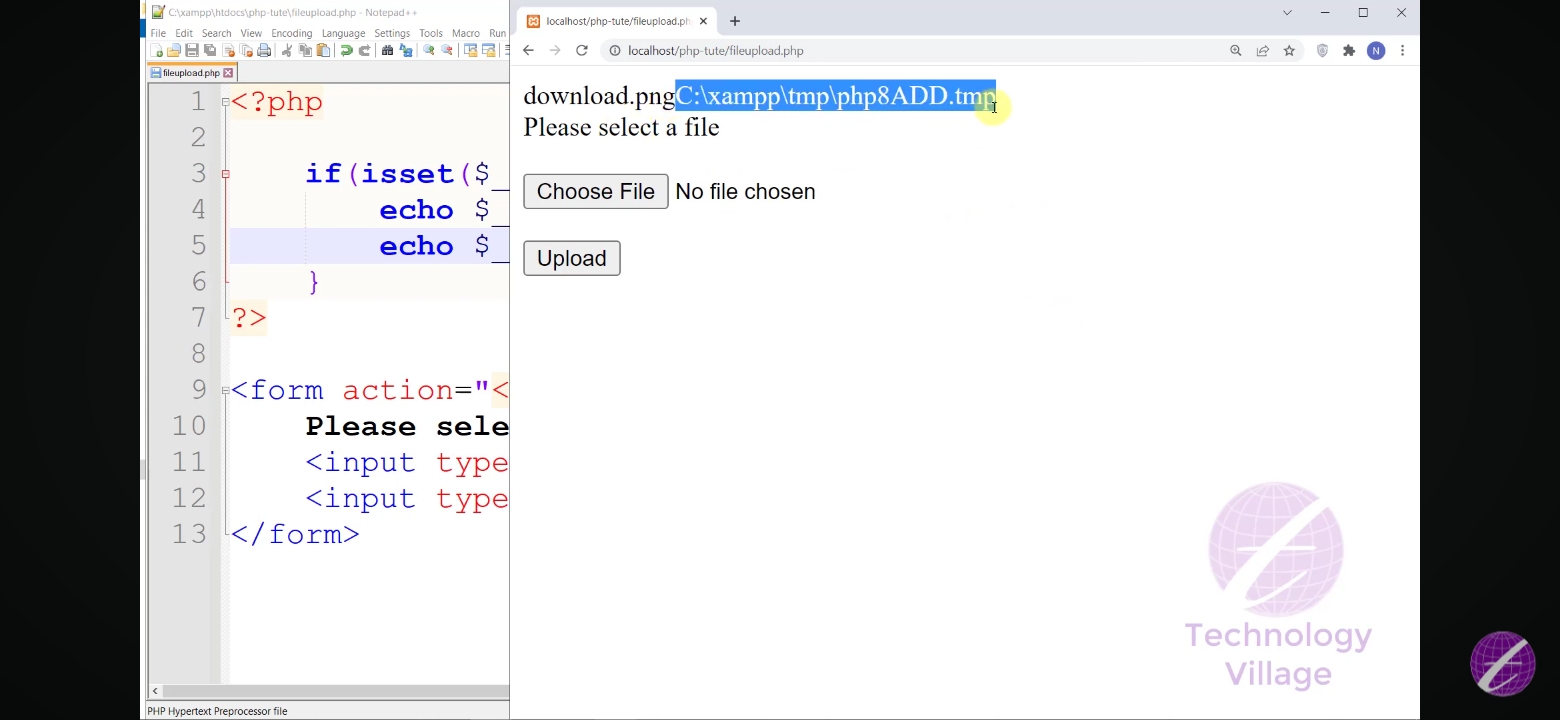 C:\xampp\htdocs\php-tute\fileupload.php - Notepad++
File Edit Search View Encoding Language Settings Tools Macro Run
fileupload.php
1 <?php
2
3 if(isset($_
4 echo $_
5 echo $_
6 }
7 ?>
8
9 <form action="<
10 Please sele
11 <input type
12 <input type
13 </form>
PHP Hypertext Preprocessor file
localhost/php-tute/fileupload.ph
localhost/php-tute/fileupload.php
N
download.pngC:\xampp\tmp\php8ADD.tmp
Please select a file
Choose File No file chosen
Upload
Technology
Village